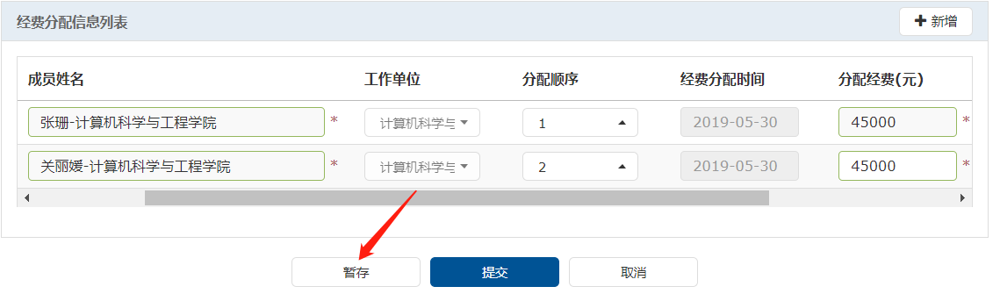 经费分配信息列表 新增
成员姓名 工作单位 分配顺序 经费分配时间 分配经费(元)
张珊-计算机科学与工程学院 * 计算机科学与 1 2019-05-30 45000 *
关丽媛-计算机科学与工程学院 * 计算机科学与 2 2019-05-30 45000 *
暂存 提交 取消